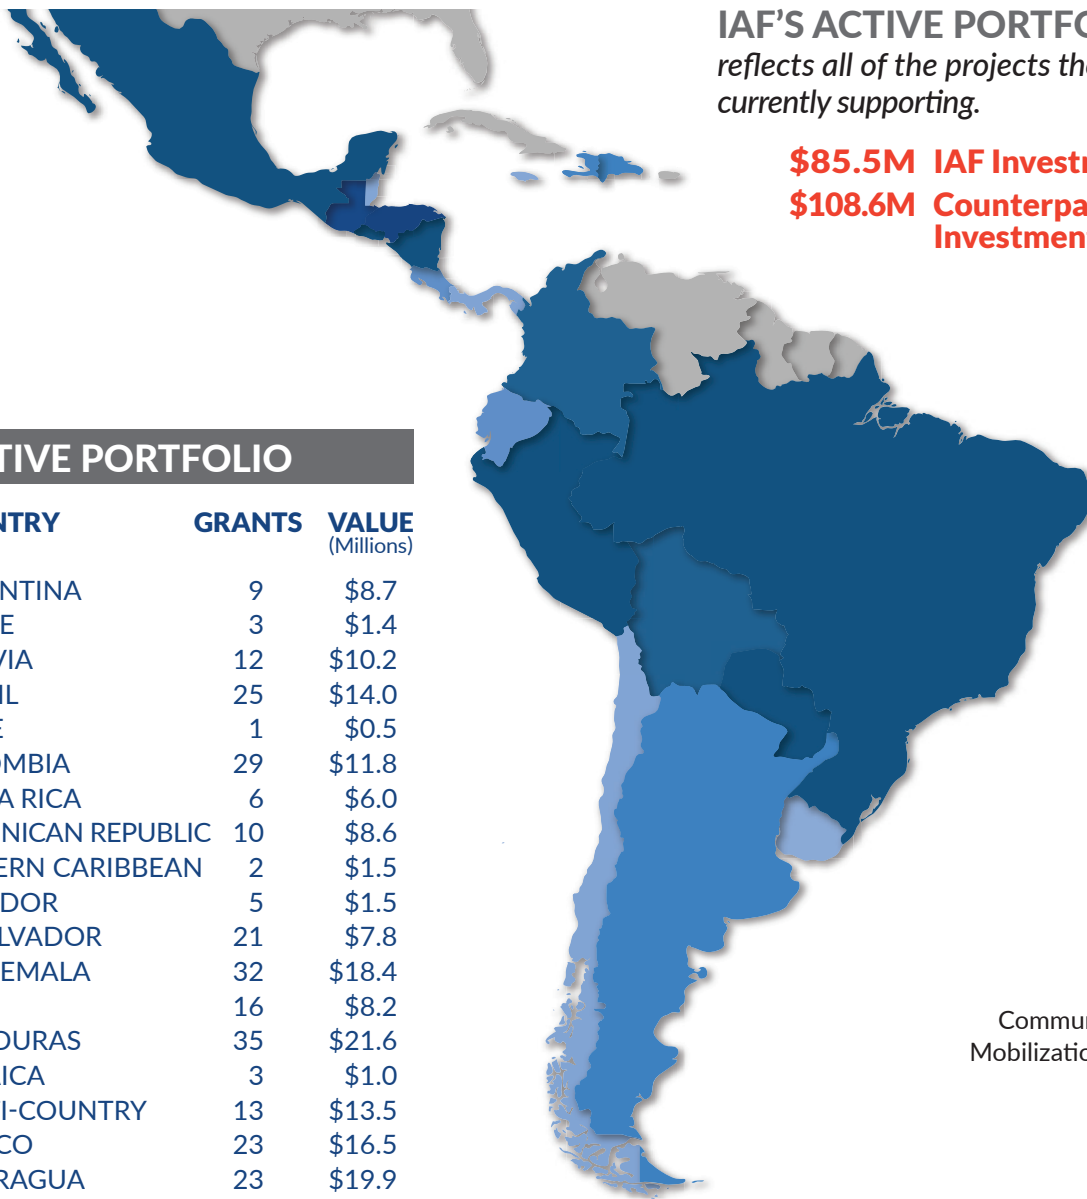 IAF'S ACTIVE PORTFO
reflects all of the projects th
currently supporting.
$85.5M IAF Invest
$108.6M Counterpa
Investmen
TIVE PORTFOLIO
NTRY GRANTS VALUE
(Millions)
NTINA 9 $8.7
E 3 $1.4
VIA 12 $10.2
IL 25 $14.0
E 1 $0.5
OMBIA 29 $11.8
A RICA 6 $6.0
NICAN REPUBLIC 10 $8.6
ERN CARIBBEAN 2 $1.5
DOR 5 $1.5
LVADOR 21 $7.8
EMALA 32 $18.4
16 $8.2
DURAS 35 $21.6
ICA 3 $1.0
I-COUNTRY 13 $13.5
CO 23 $16.5
RAGUA 23 $19.9
Commu
Mobilizatio